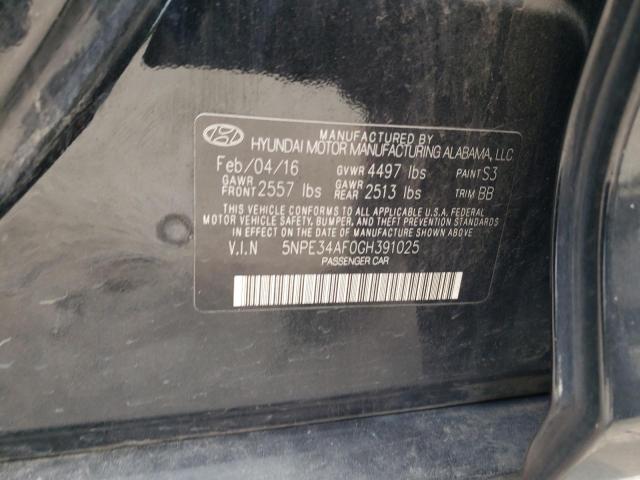 MANUFACTURED BY
HYUNDAI MOTOR MANUFACTURING ALABAMA, LLC
Feb/04/16 GVWR 4497 lbs PAINT S3
GAWR FRONT 2557 lbs GAWR REAR 2513 lbs TRIM BB
THIS VEHICLE CONFORMS TO ALL APPLICABLE U.S.A. FEDERAL
MOTOR VEHICLE SAFETY, BUMPER, AND THEFT PREVENTION STANDARDS
IN EFFECT ON THE DATE OF MANUFACTURE SHOWN ABOVE.
V.I.N 5NPE34AF0GH391025
PASSENGER CAR